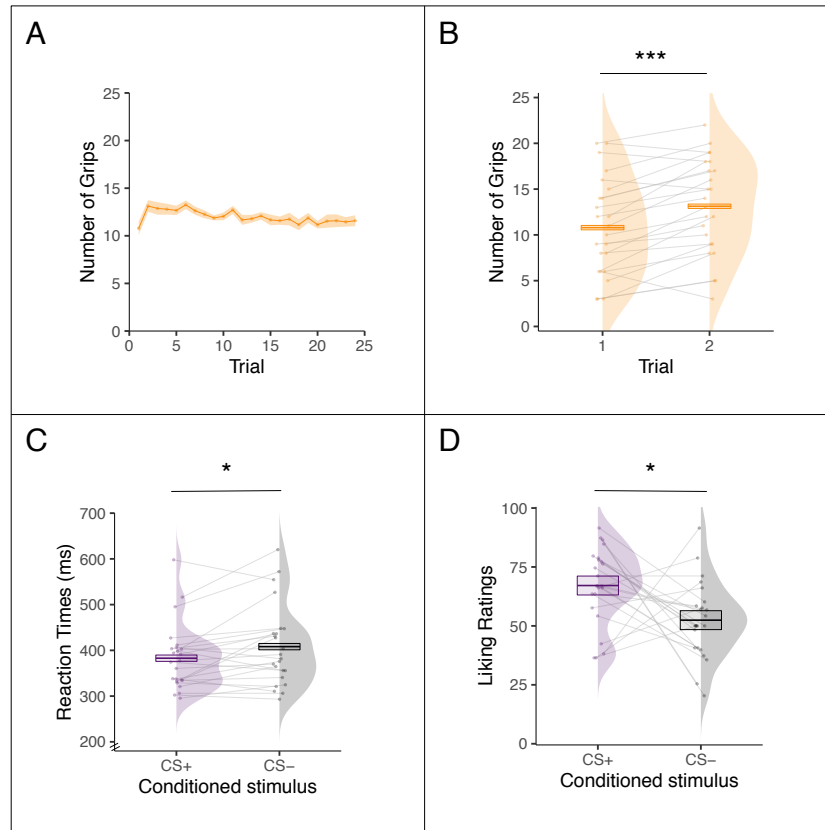 A
Number of Grips
25
20
15
10
5
0
0 5 10 15 20 25
Trial
B
***
Number of Grips
25
20
15
10
5
0
1 2
Trial
C
*
Reaction Times (ms)
700
600
500
400
300
200
CS+ CS−
Conditioned stimulus
D
*
Liking Ratings
100
75
50
25
0
CS+ CS−
Conditioned stimulus